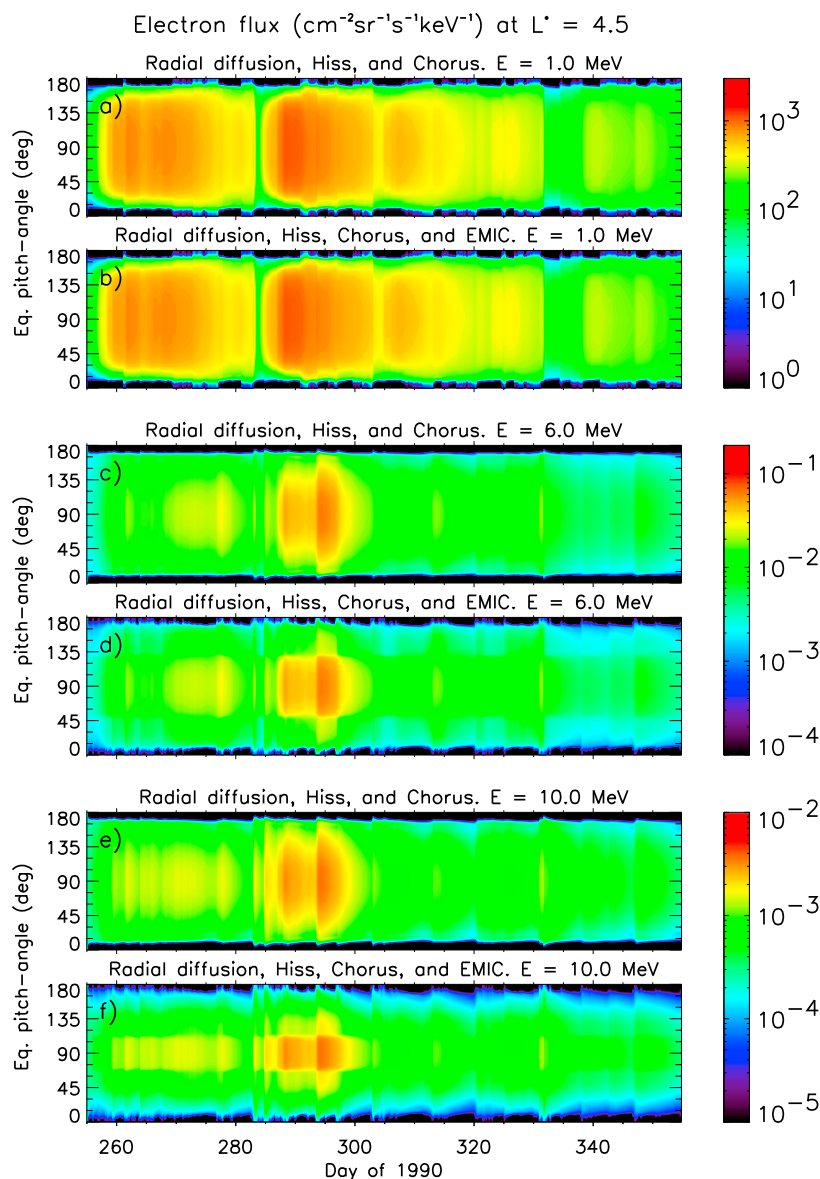 Electron flux (cm⁻²sr⁻¹s⁻¹keV⁻¹) at L* = 4.5
Radial diffusion, Hiss, and Chorus. E = 1.0 MeV
a)
180
135
90
45
0
Eq. pitch-angle (deg)
Radial diffusion, Hiss, Chorus, and EMIC. E = 1.0 MeV
b)
180
135
90
45
0
10³
10²
10¹
10⁰
Radial diffusion, Hiss, and Chorus. E = 6.0 MeV
c)
180
135
90
45
0
Eq. pitch-angle (deg)
Radial diffusion, Hiss, Chorus, and EMIC. E = 6.0 MeV
d)
180
135
90
45
0
10⁻¹
10⁻²
10⁻³
10⁻⁴
Radial diffusion, Hiss, and Chorus. E = 10.0 MeV
e)
180
135
90
45
0
Eq. pitch-angle (deg)
Radial diffusion, Hiss, Chorus, and EMIC. E = 10.0 MeV
f)
180
135
90
45
0
10⁻²
10⁻³
10⁻⁴
10⁻⁵
260 280 300 320 340
Day of 1990